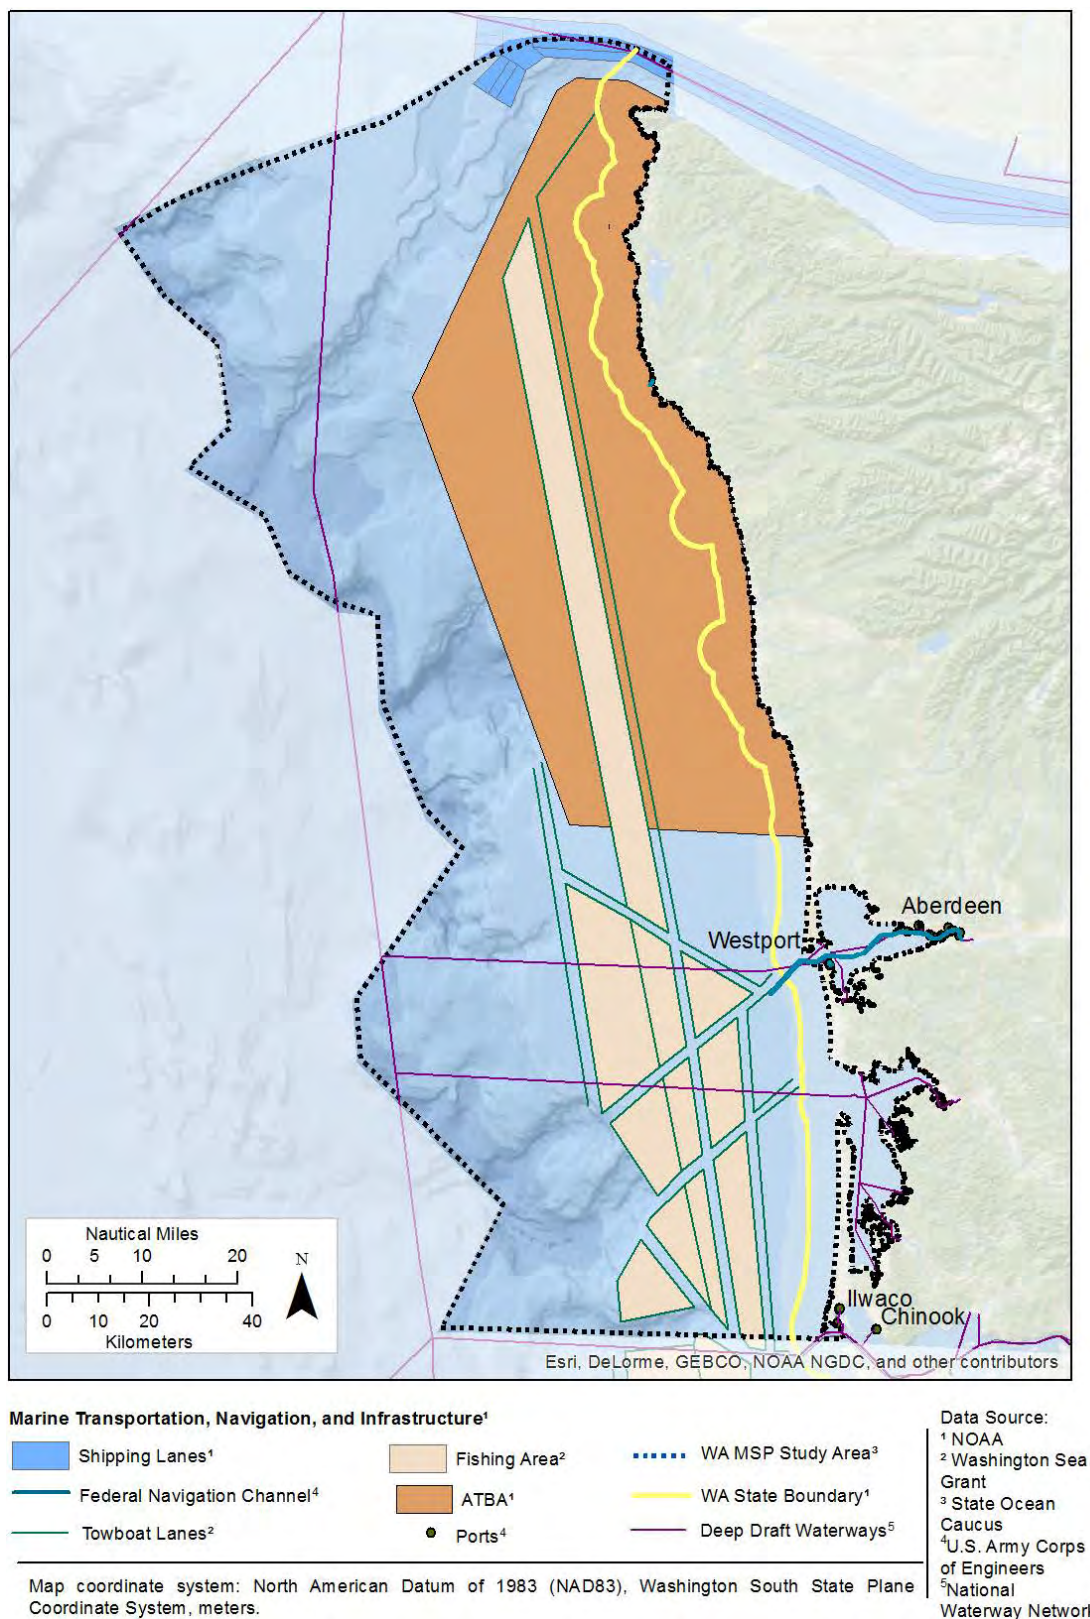 Aberdeen
Westport
Ilwaco
Chinook
Nautical Miles
0 5 10 20
0 10 20 40
Kilometers
N
Esri, DeLorme, GEBCO, NOAA NGDC, and other contributors
Marine Transportation, Navigation, and Infrastructure¹
Shipping Lanes¹
Federal Navigation Channel⁴
Towboat Lanes²
Fishing Area²
ATBA¹
Ports⁴
WA MSP Study Area³
WA State Boundary¹
Deep Draft Waterways⁵
Data Source:
¹ NOAA
² Washington Sea
Grant
³ State Ocean
Caucus
⁴U.S. Army Corps
of Engineers
⁵National
Waterway Network
Map coordinate system: North American Datum of 1983 (NAD83), Washington South State Plane
Coordinate System, meters.